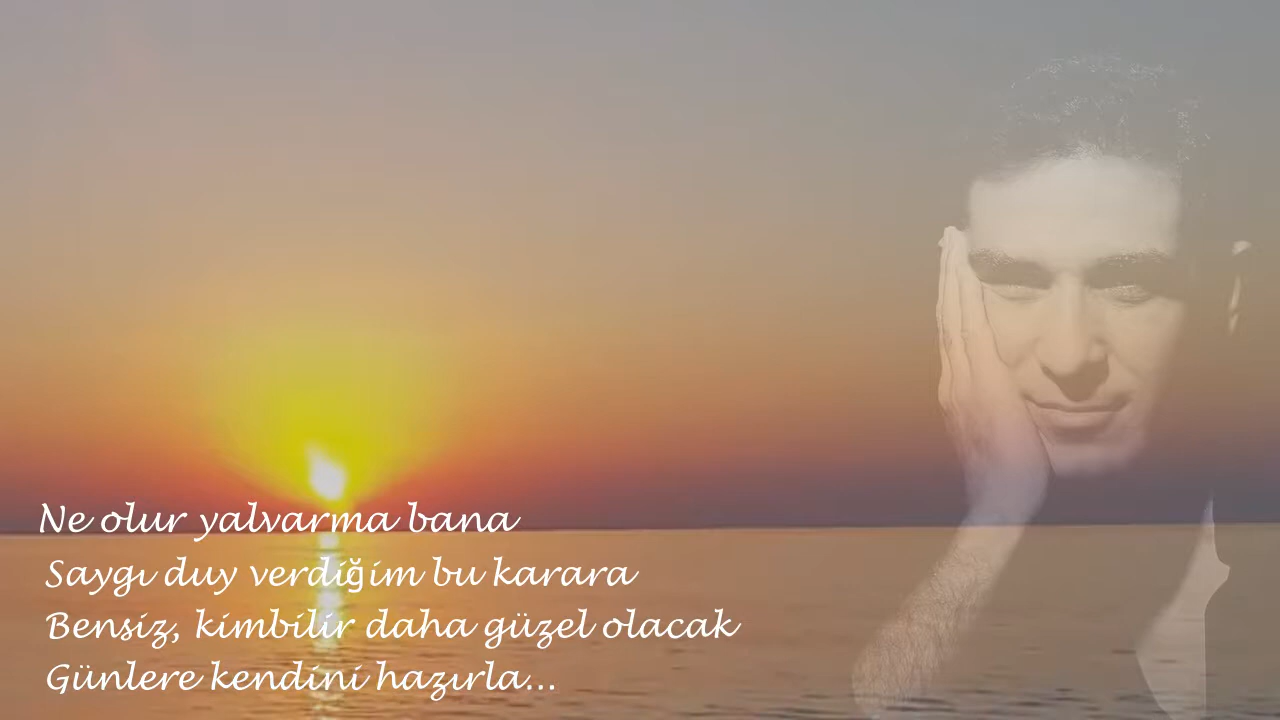 Ne olur yalvarma bana
Saygı duy verdiğim bu karara
Bensiz, kimbilir daha güzel olacak
Günlere kendini hazırla...